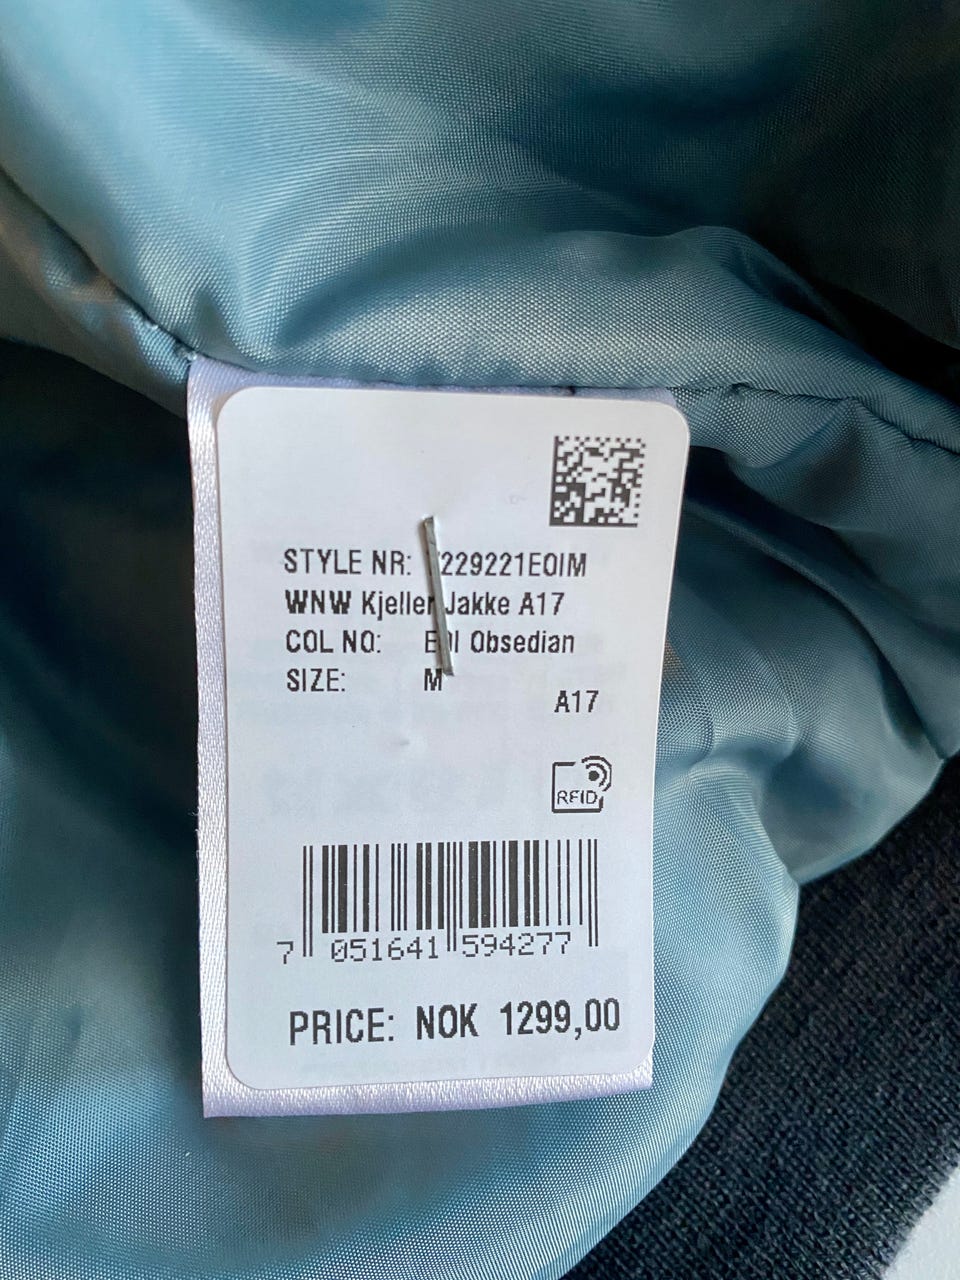 STYLE NR: 229221EOIM
WNW Kjeller Jakke A17
COL NO: Obsedian
SIZE: M
A17
RFID
7 051641 594277
PRICE: NOK 1299,00